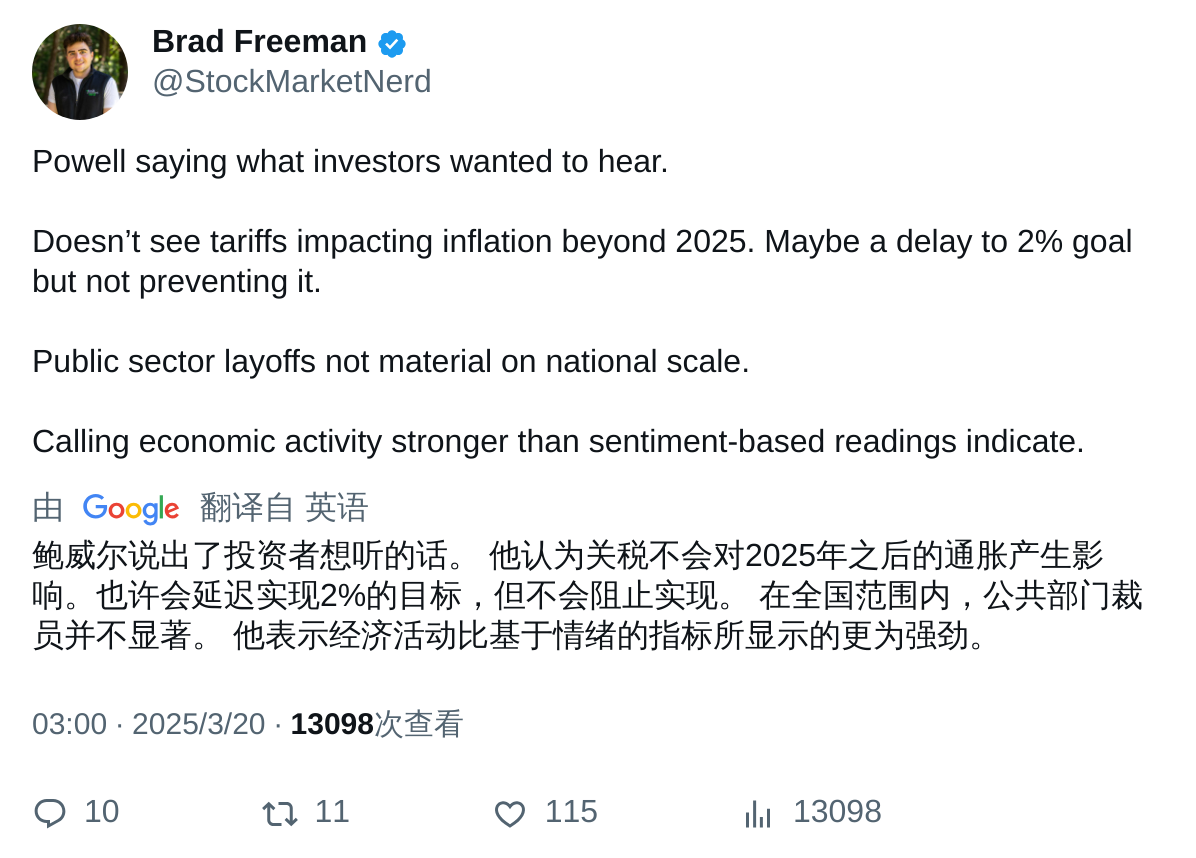 Brad Freeman
@StockMarketNerd
Powell saying what investors wanted to hear.
Doesn’t see tariffs impacting inflation beyond 2025. Maybe a delay to 2% goal
but not preventing it.
Public sector layoffs not material on national scale.
Calling economic activity stronger than sentiment-based readings indicate.
由 Google 翻译自 英语
鲍威尔说出了投资者想听的话。 他认为关税不会对2025年之后的通胀产生影
响。也许会延迟实现2%的目标，但不会阻止实现。 在全国范围内，公共部门裁
员并不显著。 他表示经济活动比基于情绪的指标所显示的更为强劲。
03:00 · 2025/3/20 · 13098次查看
10 11 115 13098